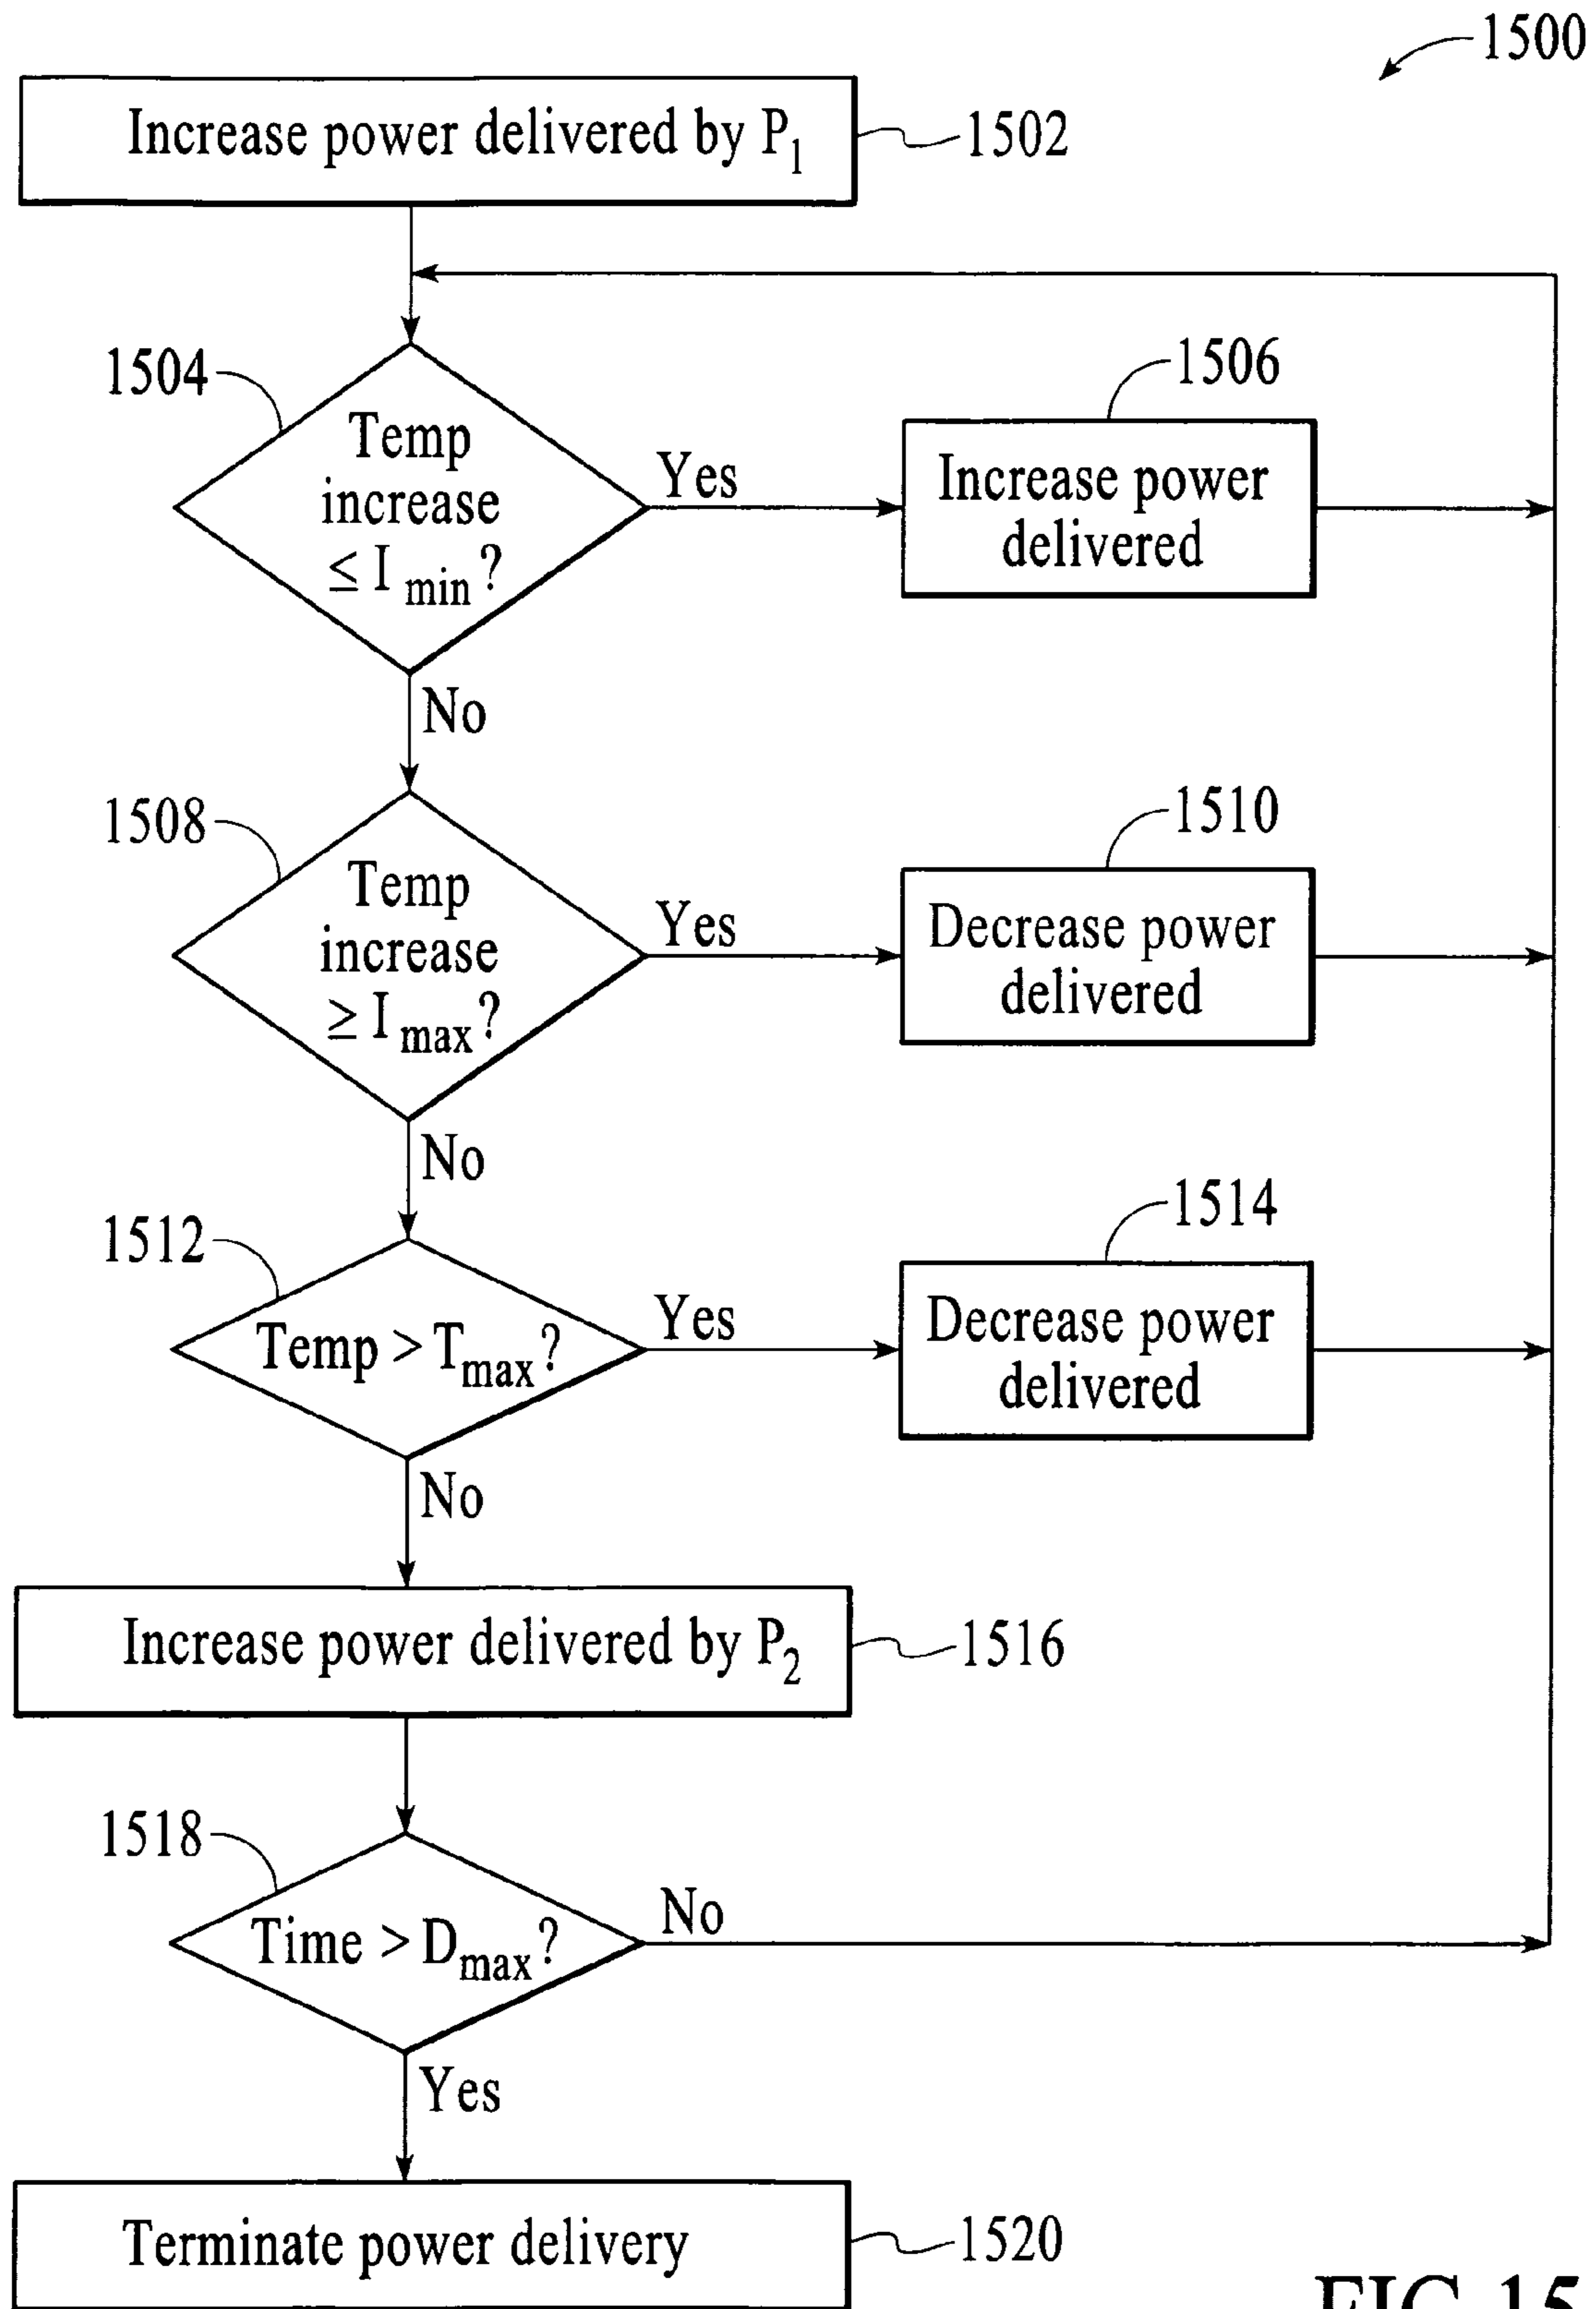 1500
Increase power delivered by P1
1502
1504
Temp
increase
≤ I min ?
Yes
1506
Increase power
delivered
No
1508
Temp
increase
≥ I max ?
Yes
1510
Decrease power
delivered
No
1512
Temp > Tmax ?
Yes
1514
Decrease power
delivered
No
Increase power delivered by P2
1516
1518
Time > Dmax ?
No
Yes
Terminate power delivery
1520
FIG.15